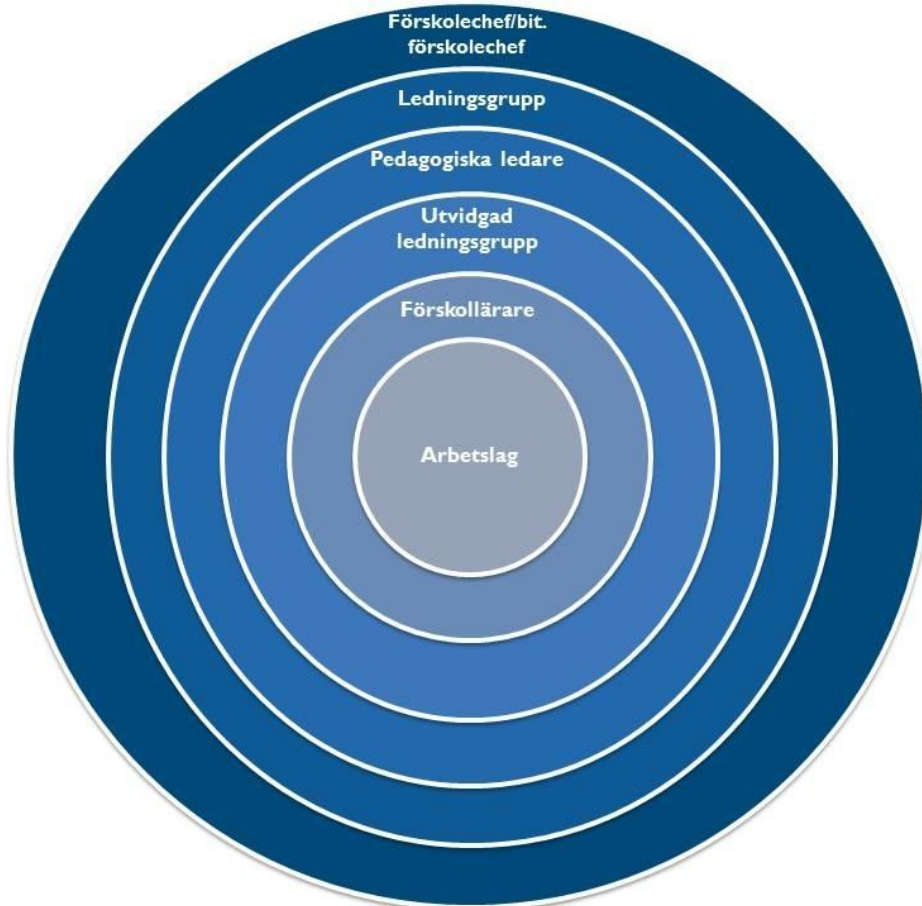 Förskolechef/bit.
förskolechef
Ledningsgrupp
Pedagogiska ledare
Utvidgad
ledningsgrupp
Förskollärare
Arbetslag